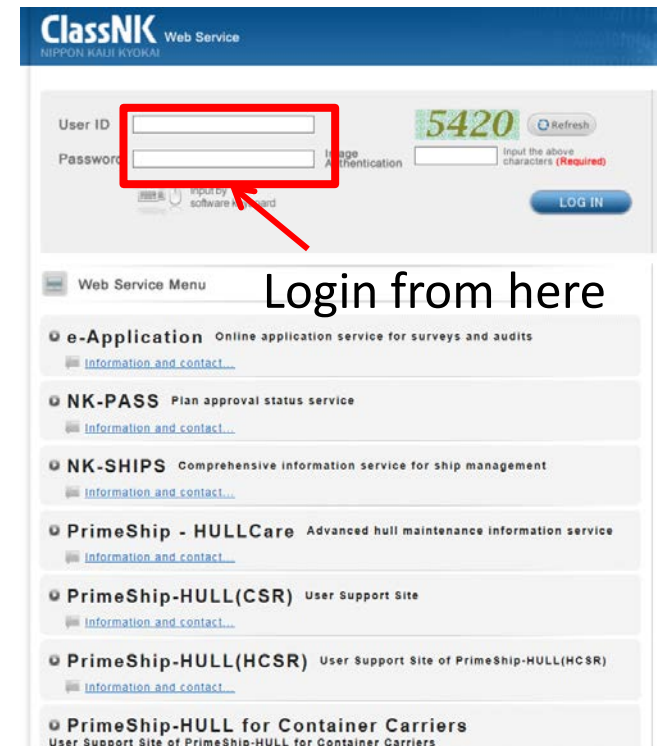 ClassNK Web Service
NIPPON KAIJI KYOKAI
User ID
5420
Refresh
Password
Image
Authentication
Input the above
characters (Required)
Input by
software keyboard
LOG IN
Web Service Menu
Login from here
e-Application Online application service for surveys and audits
Information and contact...
NK-PASS Plan approval status service
Information and contact...
NK-SHIPS Comprehensive information service for ship management
Information and contact...
PrimeShip - HULLCare Advanced hull maintenance information service
Information and contact...
PrimeShip-HULL(CSR) User Support Site
Information and contact...
PrimeShip-HULL(HCSR) User Support Site of PrimeShip-HULL(HCSR)
Information and contact...
PrimeShip-HULL for Container Carriers
User Support Site of PrimeShip-HULL for Container Carriers